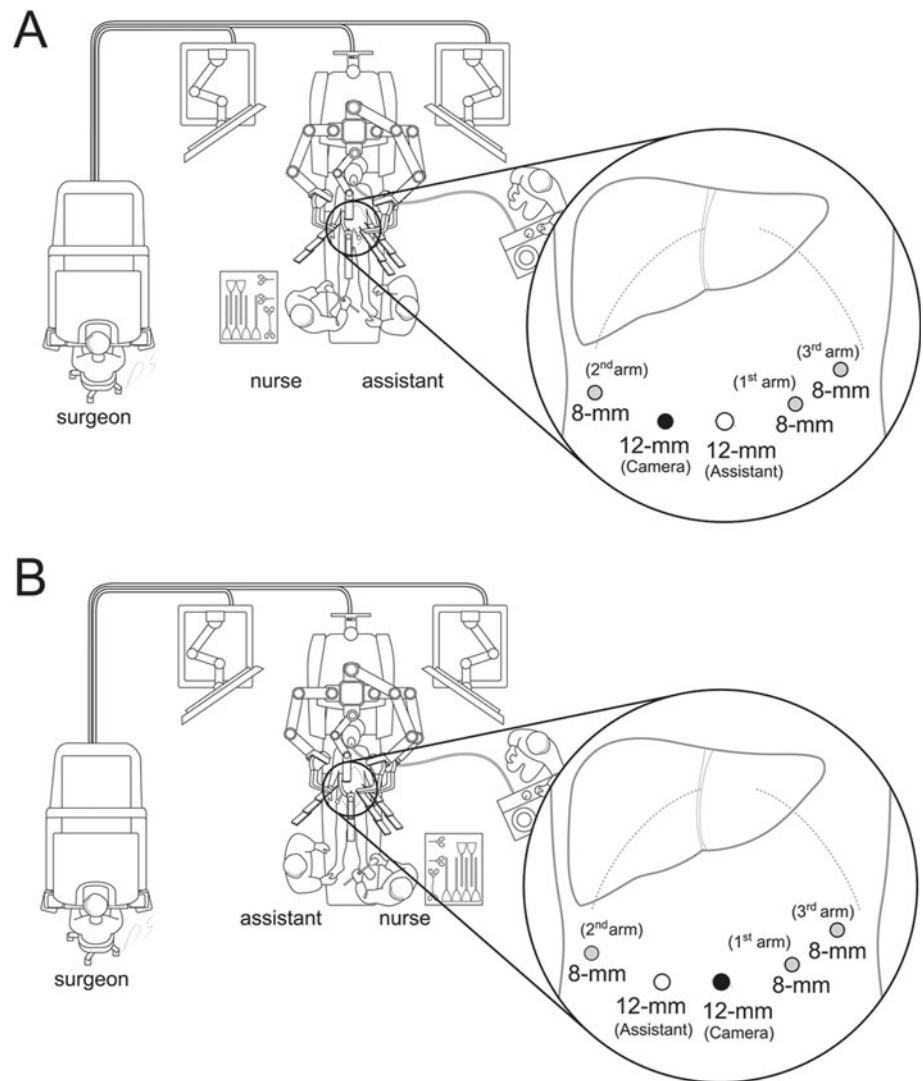 A
nurse
assistant
surgeon
(2nd arm)
8-mm
12-mm
(Camera)
12-mm
(Assistant)
(1st arm)
8-mm
(3rd arm)
8-mm
B
assistant
nurse
surgeon
(2nd arm)
8-mm
12-mm
(Assistant)
12-mm
(Camera)
(1st arm)
8-mm
(3rd arm)
8-mm